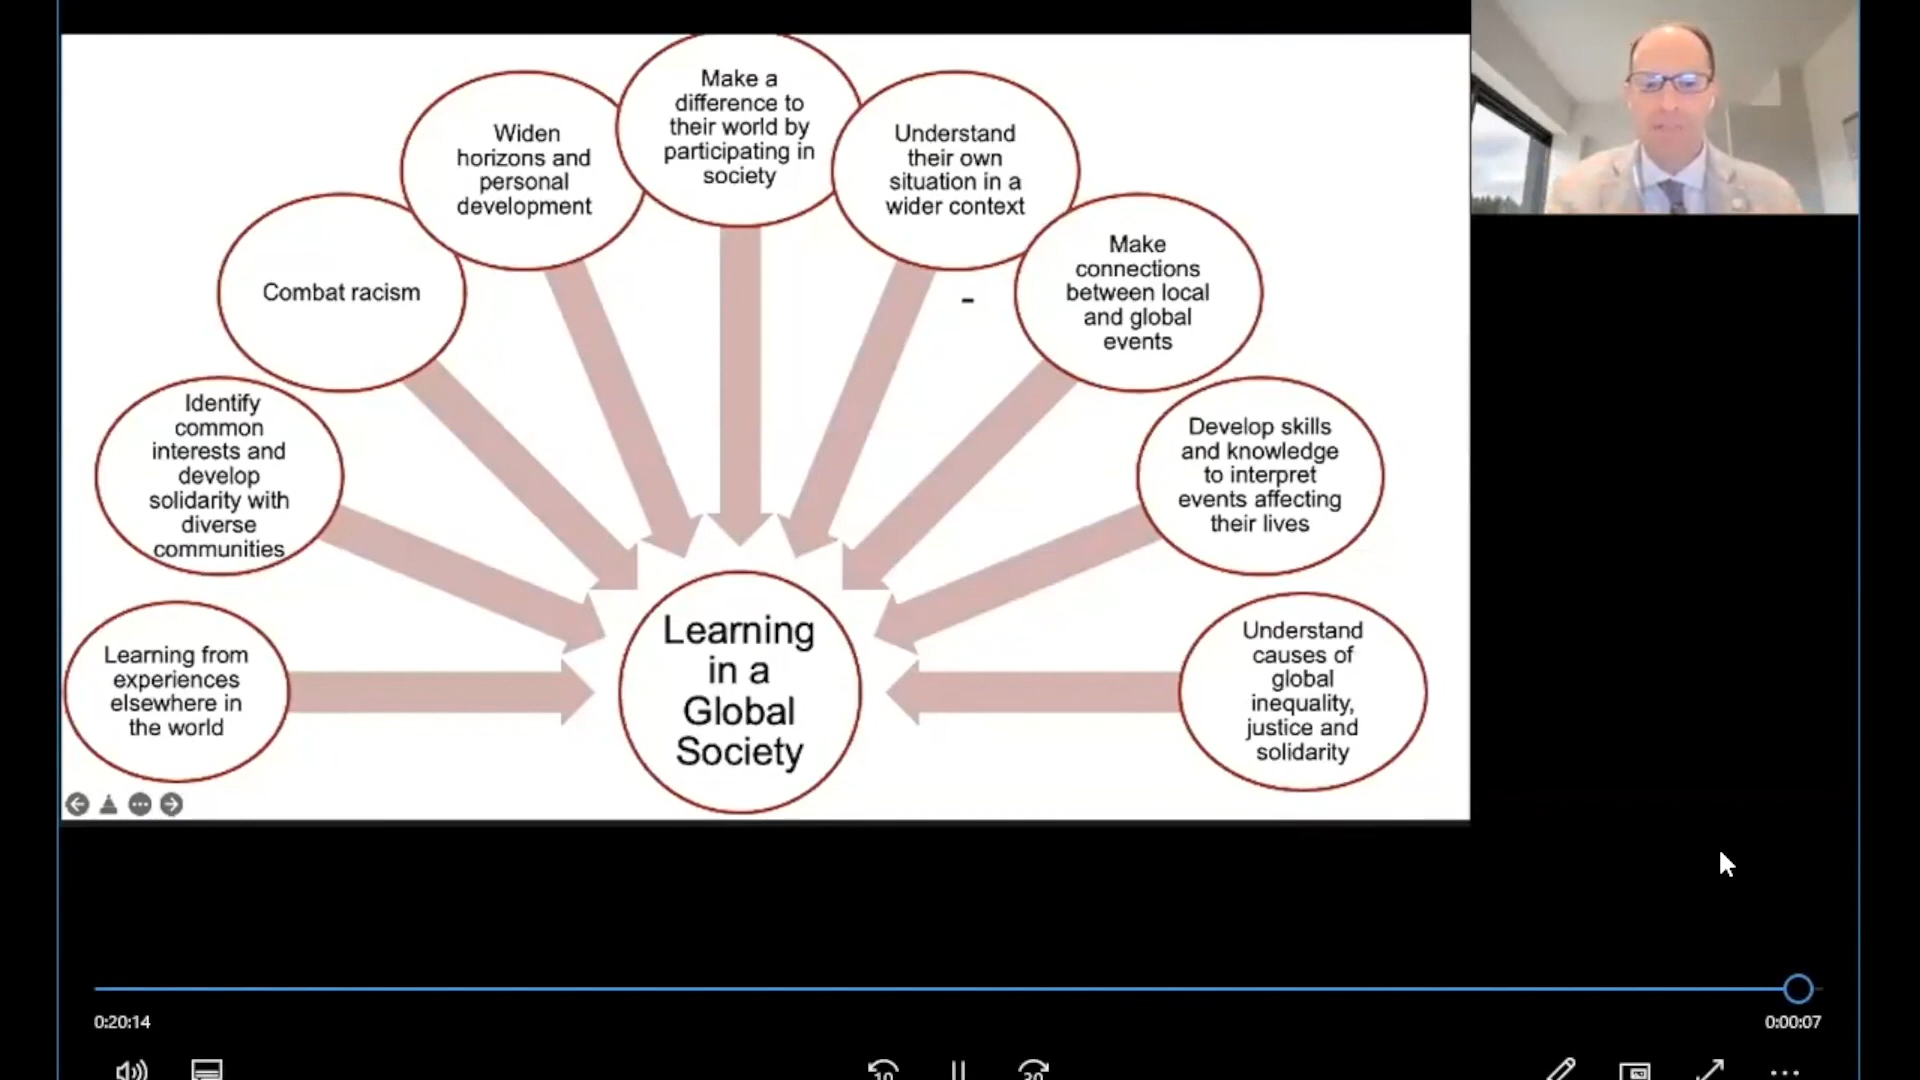 Make a
difference to
their world by
participating in
society
Widen
horizons and
personal
development
Understand
their own
situation in a
wider context
Combat racism
Make
connections
between local
and global
events
-
Identify
common
interests and
develop
solidarity with
diverse
communities
Develop skills
and knowledge
to interpret
events affecting
their lives
Learning from
experiences
elsewhere in
the world
Learning
in a
Global
Society
Understand
causes of
global
inequality,
justice and
solidarity
0:20:14
0:00:07
10
30